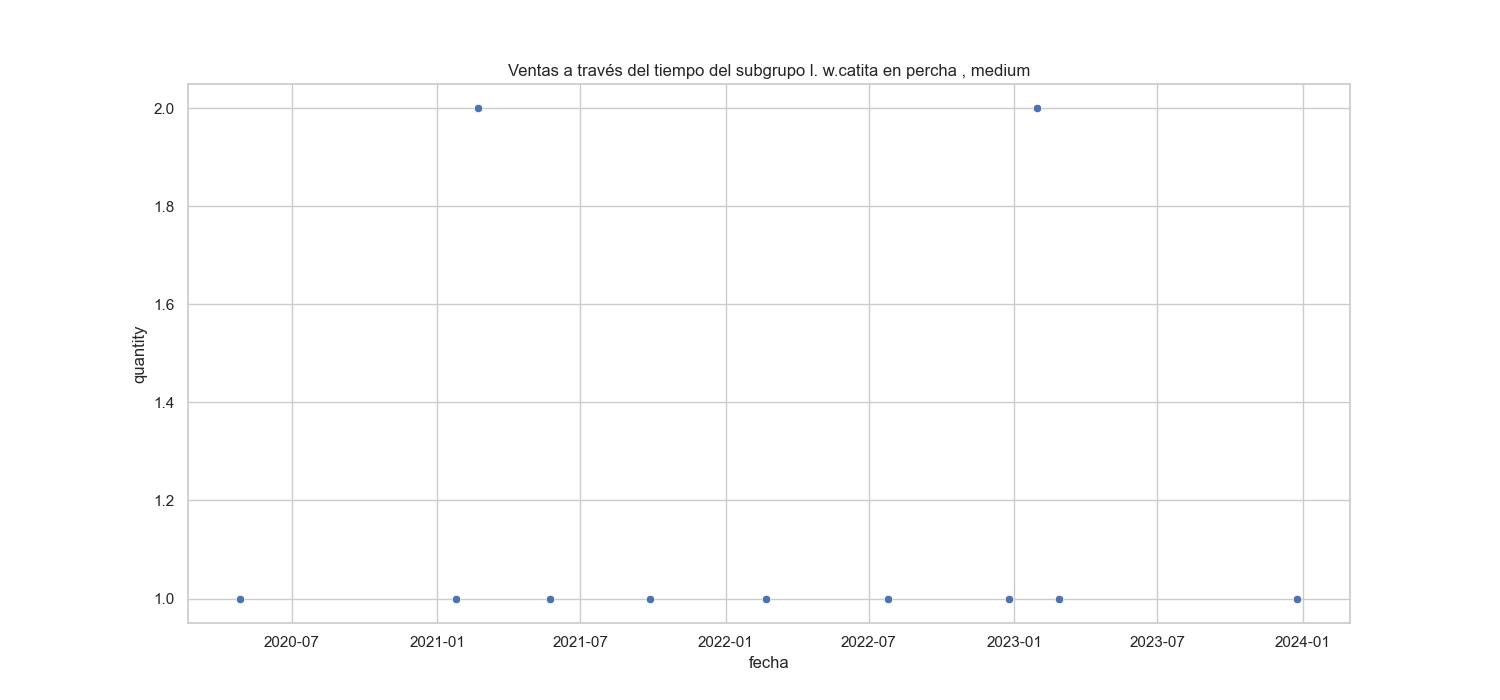 Ventas a través del tiempo del subgrupo l. w.catita en percha , medium
2.0
1.8
1.6
1.4
1.2
1.0
quantity
2020-07 2021-01 2021-07 2022-01 2022-07 2023-01 2023-07 2024-01
fecha